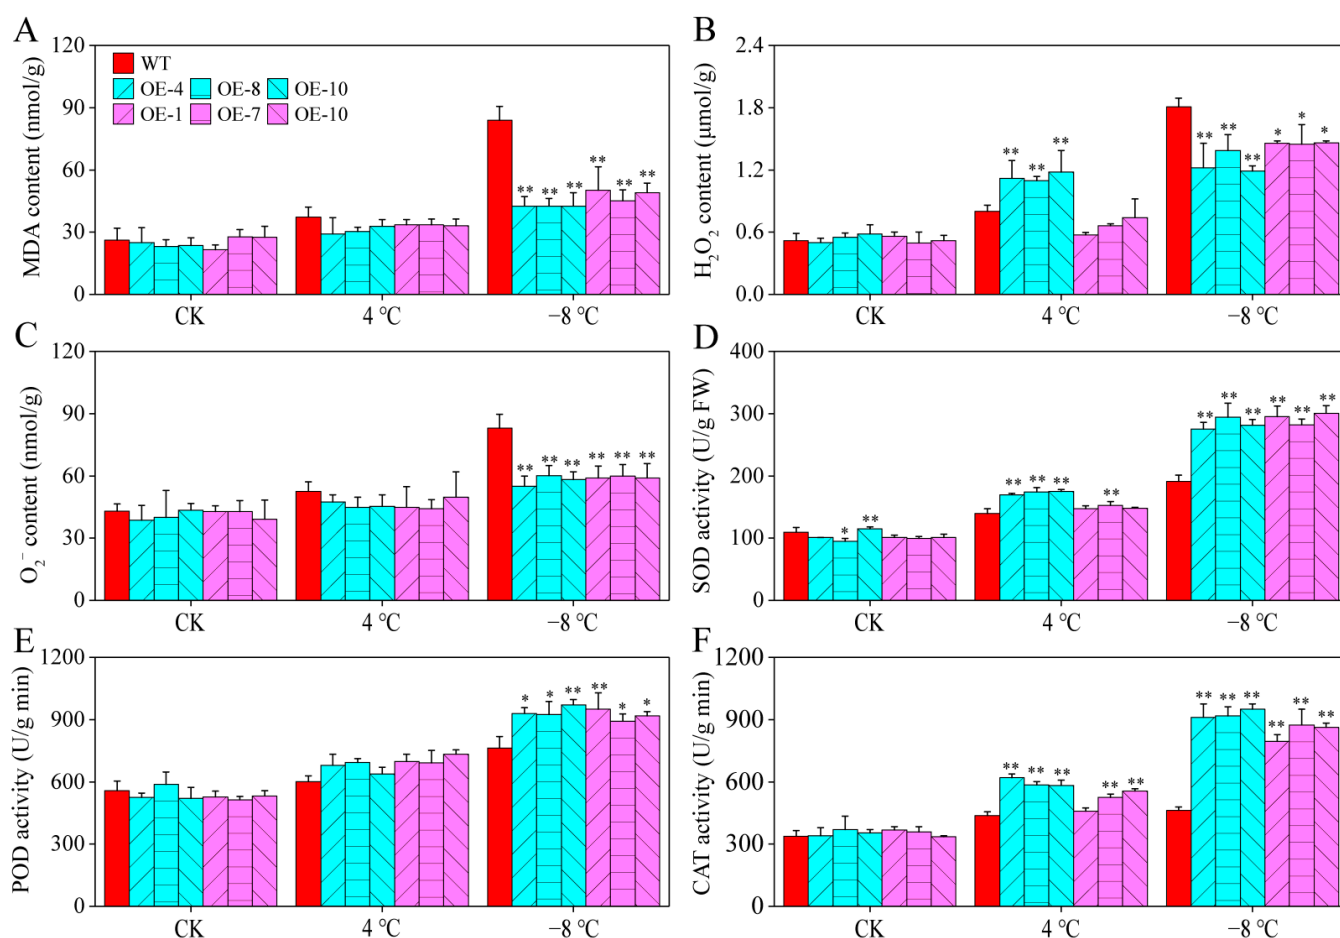 A
MDA content (nmol/g)
120
90
60
30
0
WT
OE-4 OE-8 OE-10
OE-1 OE-7 OE-10
** ** ** ** ** **
CK 4 °C −8 °C
B
H₂O₂ content (μmol/g)
2.4
1.8
1.2
0.6
0.0
** ** ** ** ** ** * * *
CK 4 °C −8 °C
C
O₂⁻ content (nmol/g)
120
90
60
30
0
** ** ** ** ** **
CK 4 °C −8 °C
D
SOD activity (U/g FW)
400
300
200
100
0
* ** ** ** ** ** ** ** ** ** ** **
CK 4 °C −8 °C
E
POD activity (U/g min)
1200
900
600
300
0
* * ** ** * *
CK 4 °C −8 °C
F
CAT activity (U/g min)
1200
900
600
300
0
** ** ** ** ** ** ** ** ** ** **
CK 4 °C −8 °C